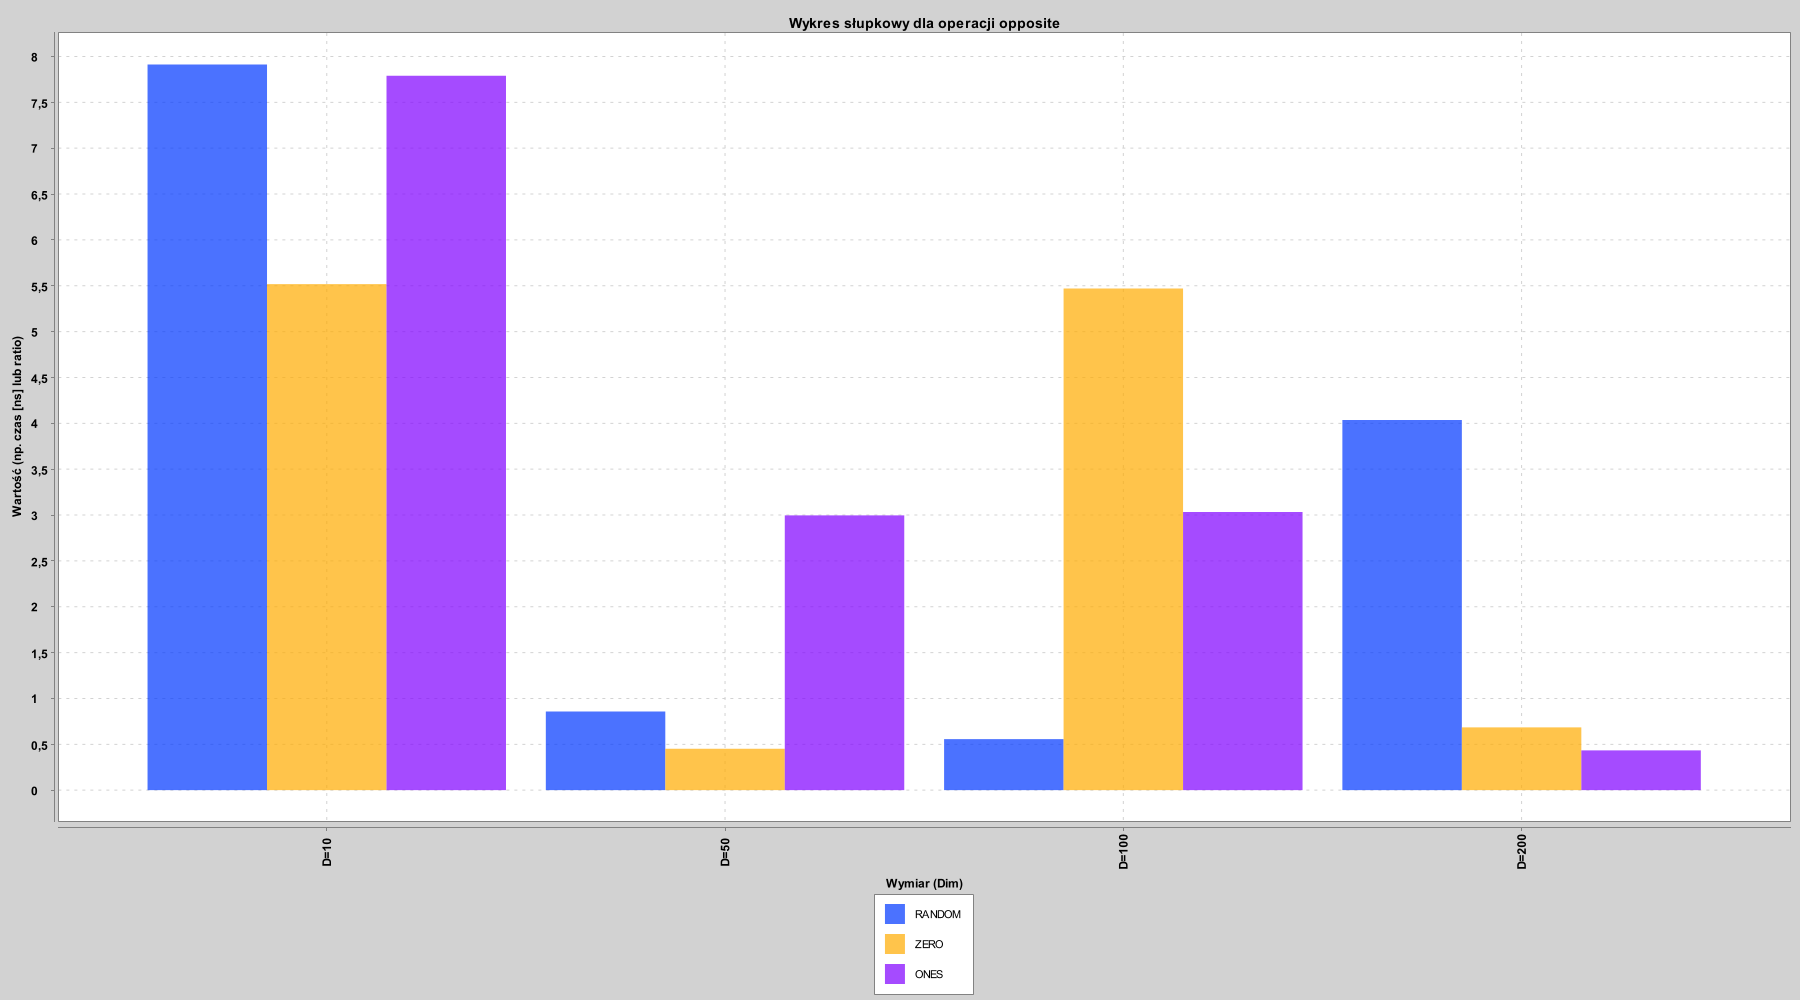 Wykres słupkowy dla operacji opposite
Wartość (np. czas [ns] lub ratio)
8
7,5
7
6,5
6
5,5
5
4,5
4
3,5
3
2,5
2
1,5
1
0,5
0
D=10
D=50
D=100
D=200
Wymiar (Dim)
RANDOM
ZERO
ONES